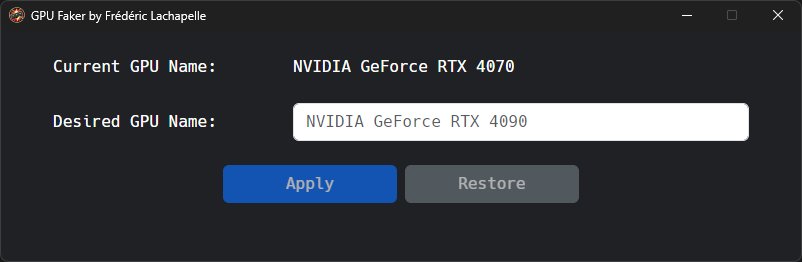 GPU Faker by Frédéric Lachapelle
Current GPU Name: NVIDIA GeForce RTX 4070
Desired GPU Name: NVIDIA GeForce RTX 4090
Apply Restore